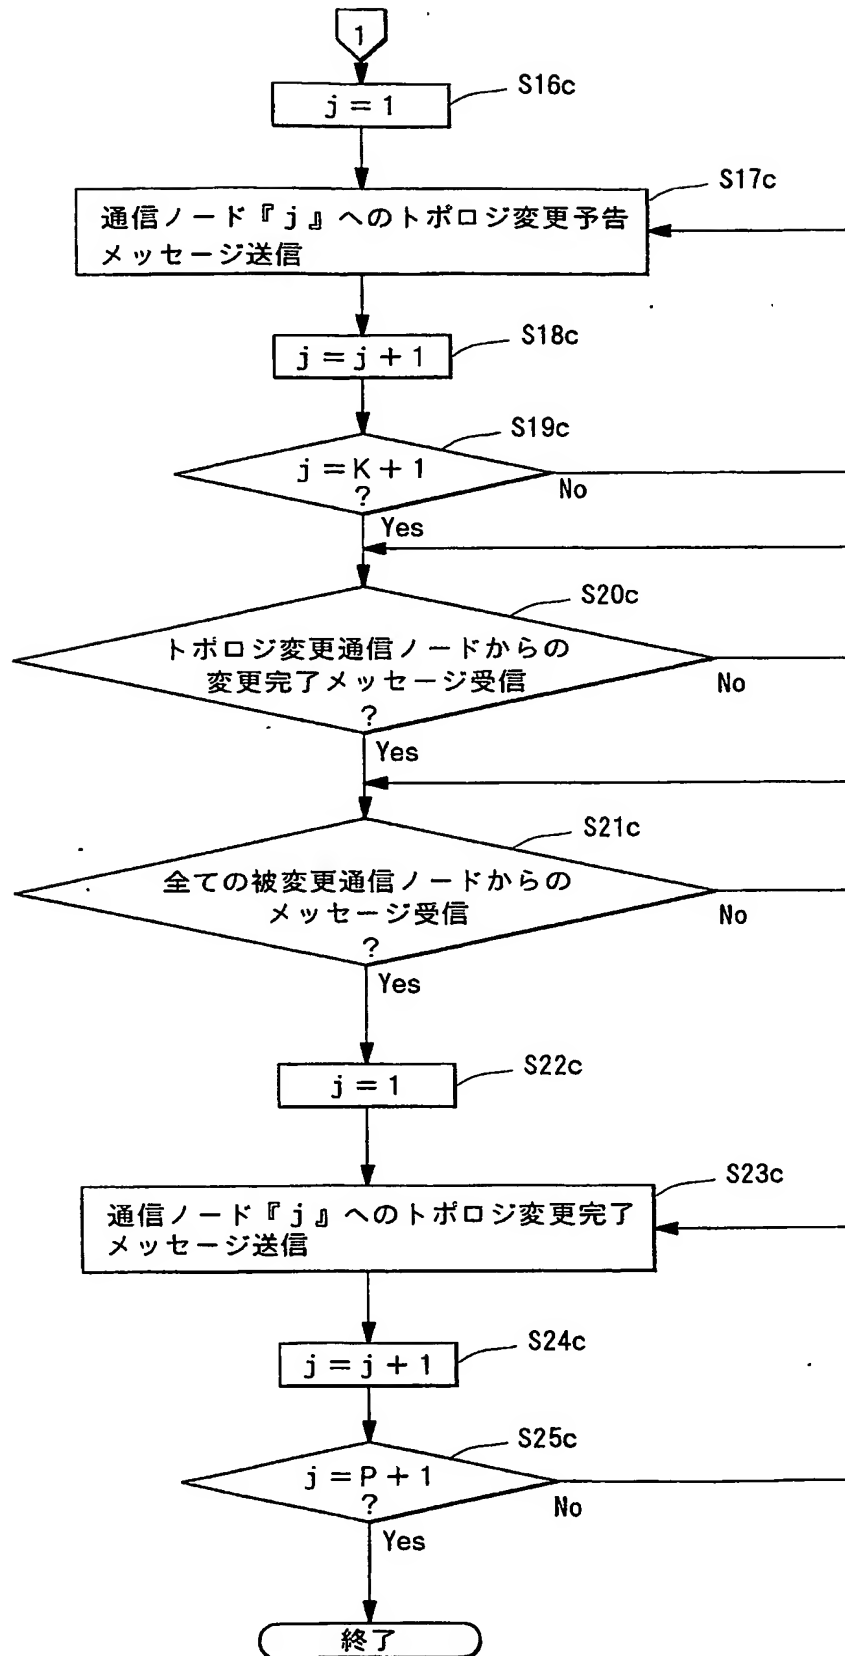 1
S16c
j=1
S17c
通信ノード『j』へのトポロジ変更予告
メッセージ送信
S18c
j=j+1
S19c
j=K+1
?
No
Yes
S20c
トポロジ変更通信ノードからの
変更完了メッセージ受信
?
No
Yes
S21c
全ての被変更通信ノードからの
メッセージ受信
?
No
Yes
S22c
j=1
S23c
通信ノード『j』へのトポロジ変更完了
メッセージ送信
S24c
j=j+1
S25c
j=P+1
?
No
Yes
終了